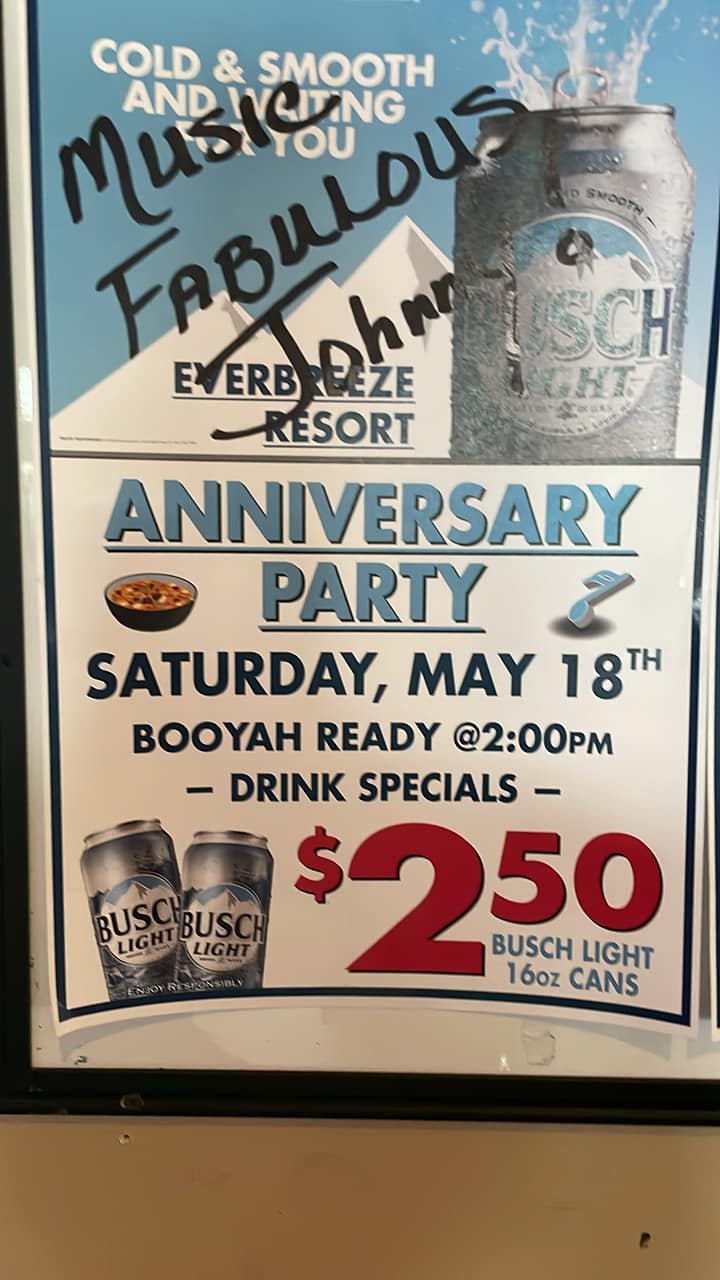 COLD & SMOOTH
AND WAITING
FOR YOU
Music
FABULOUS
Johnny
AND SMOOTH
BUSCH
LIGHT
EVERBREEZE
RESORT
ANNIVERSARY
PARTY
SATURDAY, MAY 18TH
BOOYAH READY @2:00PM
– DRINK SPECIALS –
$250
BUSCH LIGHT
16oz CANS
BUSCH
LIGHT
BUSCH
LIGHT
ENJOY RESPONSIBLY